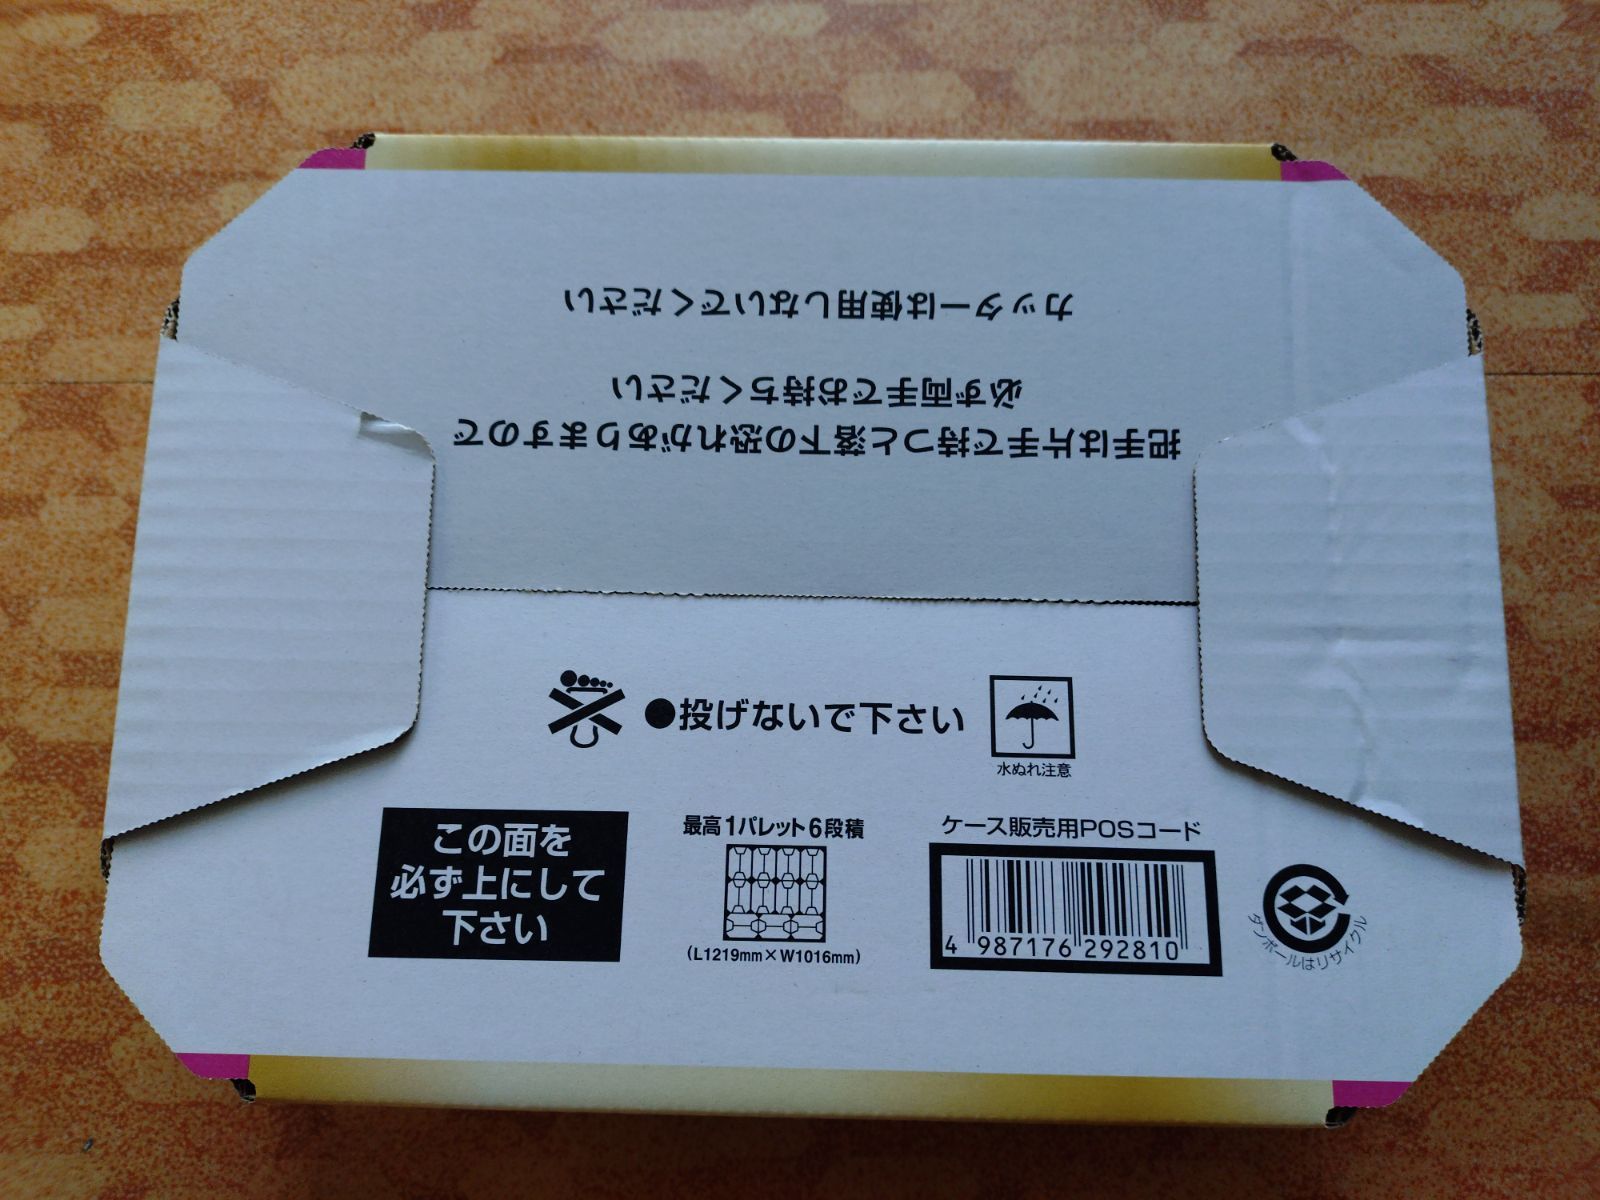 把手は片手で持つと落下の恐れがありますので
必ず両手でお持ちください
カッターは使用しないでください
●投げないで下さい
水ぬれ注意
この面を
必ず上にして
下さい
最高1パレット6段積
(L1219mm×W1016mm)
ケース販売用POSコード
4 987176 292810
ダンボールはリサイクル